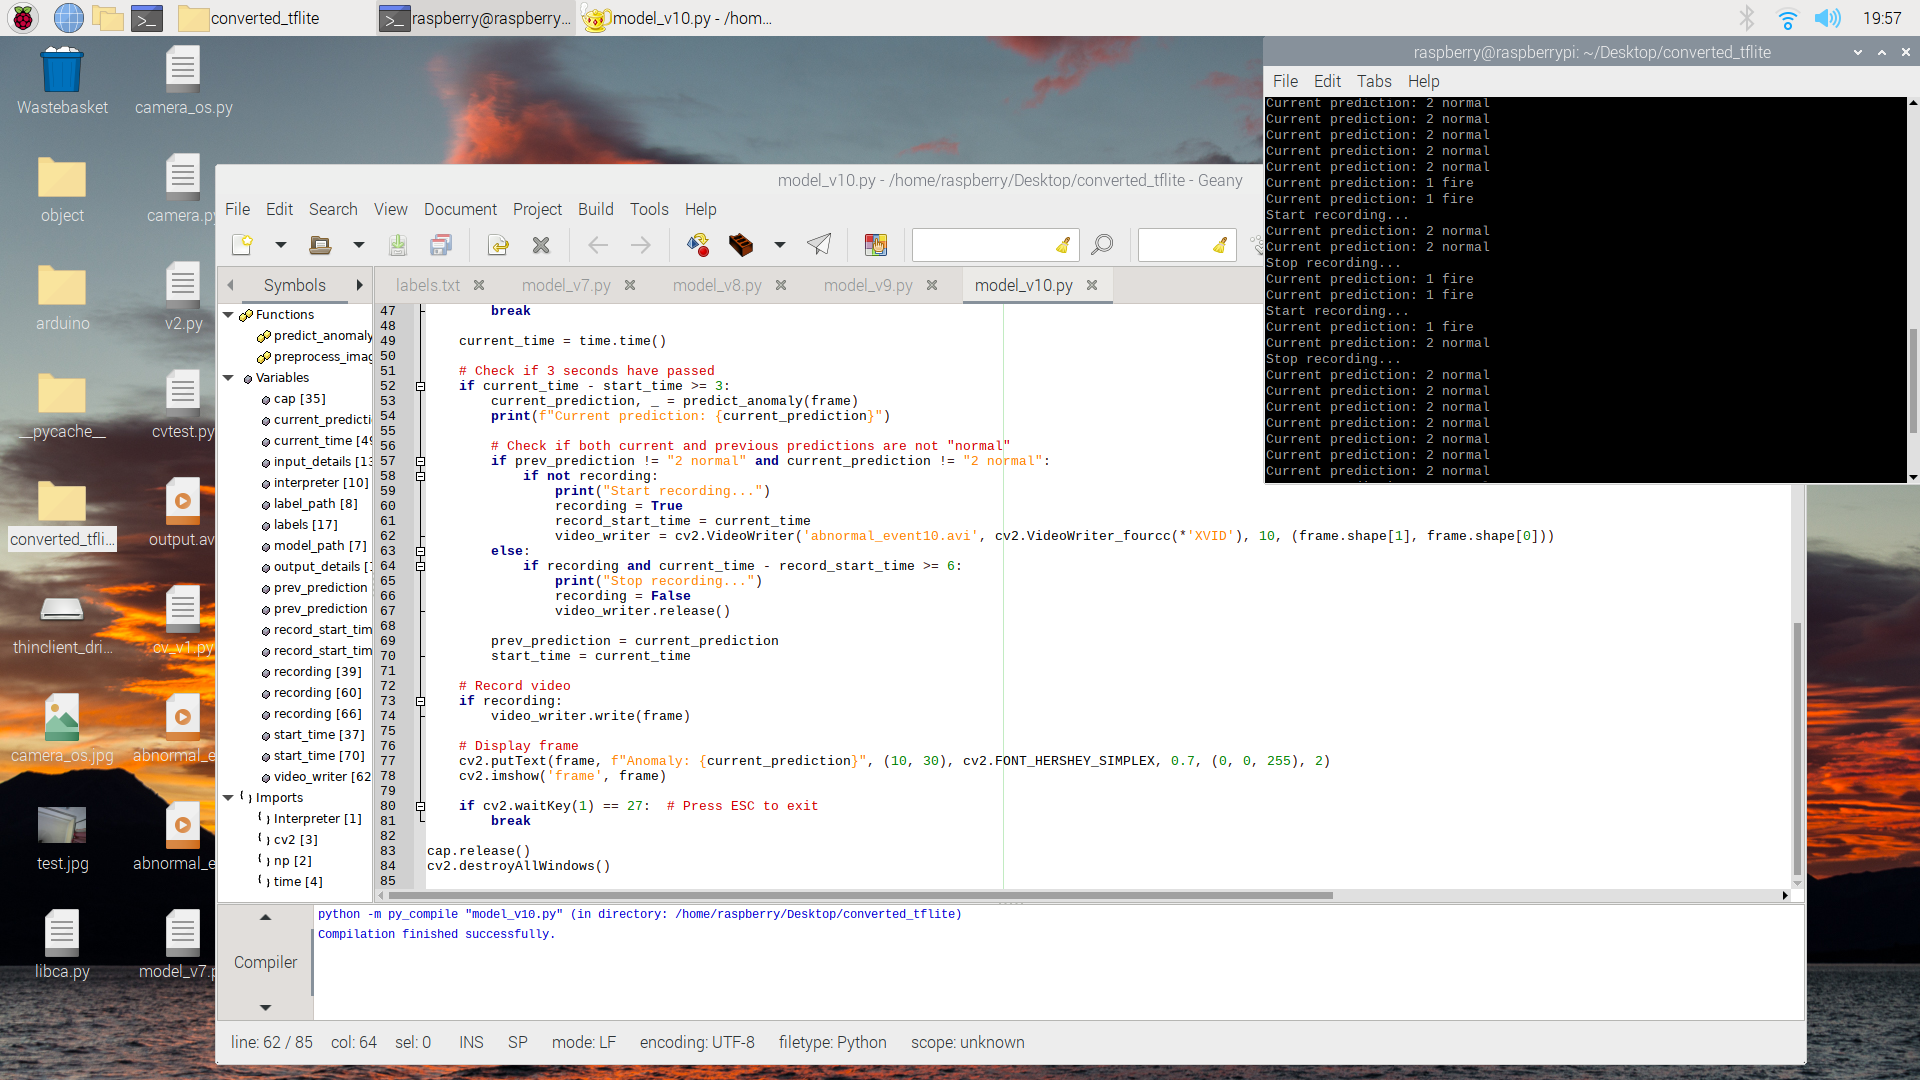 converted_tflite
raspberry@raspberry...
model_v10.py - /hom...
19:57
Wastebasket
camera_os.py
object
camera.py
arduino
v2.py
__pycache__
cvtest.py
converted_tfli...
output.av
thinclient_dri...
cv_v1.py
camera_os.jpg
abnormal_e
test.jpg
abnormal_e
libca.py
model_v7.p
raspberry@raspberrypi: ~/Desktop/converted_tflite
File Edit Tabs Help
Current prediction: 2 normal
Current prediction: 2 normal
Current prediction: 2 normal
Current prediction: 2 normal
Current prediction: 2 normal
Current prediction: 1 fire
Current prediction: 1 fire
Start recording...
Current prediction: 2 normal
Current prediction: 2 normal
Stop recording...
Current prediction: 1 fire
Current prediction: 1 fire
Start recording...
Current prediction: 1 fire
Current prediction: 2 normal
Stop recording...
Current prediction: 2 normal
Current prediction: 2 normal
Current prediction: 2 normal
Current prediction: 2 normal
Current prediction: 2 normal
Current prediction: 2 normal
Current prediction: 2 normal
model_v10.py - /home/raspberry/Desktop/converted_tflite - Geany
File Edit Search View Document Project Build Tools Help
Symbols
labels.txt
model_v7.py
model_v8.py
model_v9.py
model_v10.py
Functions
predict_anomaly
preprocess_imag
Variables
cap [35]
current_predictio
current_time [49
input_details [13
interpreter [10]
label_path [8]
labels [17]
model_path [7]
output_details [1
prev_prediction
prev_prediction
record_start_tim
record_start_tim
recording [39]
recording [60]
recording [66]
start_time [37]
start_time [70]
video_writer [62
Imports
Interpreter [1]
cv2 [3]
np [2]
time [4]
47         break
48
49     current_time = time.time()
50
51     # Check if 3 seconds have passed
52     if current_time - start_time >= 3:
53         current_prediction, _ = predict_anomaly(frame)
54         print(f"Current prediction: {current_prediction}")
55
56         # Check if both current and previous predictions are not "normal"
57         if prev_prediction != "2 normal" and current_prediction != "2 normal":
58             if not recording:
59                 print("Start recording...")
60                 recording = True
61                 record_start_time = current_time
62                 video_writer = cv2.VideoWriter('abnormal_event10.avi', cv2.VideoWriter_fourcc(*'XVID'), 10, (frame.shape[1], frame.shape[0]))
63         else:
64             if recording and current_time - record_start_time >= 6:
65                 print("Stop recording...")
66                 recording = False
67                 video_writer.release()
68
69         prev_prediction = current_prediction
70         start_time = current_time
71
72     # Record video
73     if recording:
74         video_writer.write(frame)
75
76     # Display frame
77     cv2.putText(frame, f"Anomaly: {current_prediction}", (10, 30), cv2.FONT_HERSHEY_SIMPLEX, 0.7, (0, 0, 255), 2)
78     cv2.imshow('frame', frame)
79
80     if cv2.waitKey(1) == 27:  # Press ESC to exit
81         break
82
83 cap.release()
84 cv2.destroyAllWindows()
85
Compiler
python -m py_compile "model_v10.py" (in directory: /home/raspberry/Desktop/converted_tflite)
Compilation finished successfully.
line: 62 / 85 col: 64 sel: 0 INS SP mode: LF encoding: UTF-8 filetype: Python scope: unknown